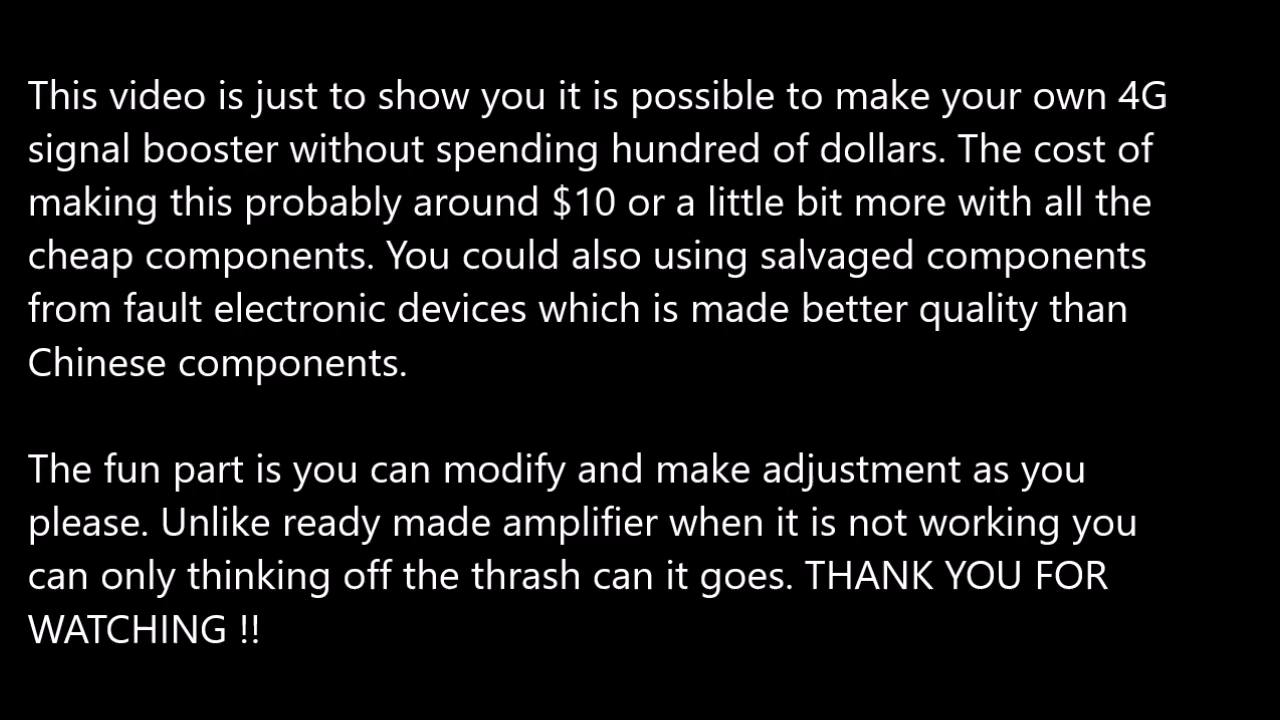 This video is just to show you it is possible to make your own 4G
signal booster without spending hundred of dollars. The cost of
making this probably around $10 or a little bit more with all the
cheap components. You could also using salvaged components
from fault electronic devices which is made better quality than
Chinese components.
The fun part is you can modify and make adjustment as you
please. Unlike ready made amplifier when it is not working you
can only thinking off the thrash can it goes. THANK YOU FOR
WATCHING !!